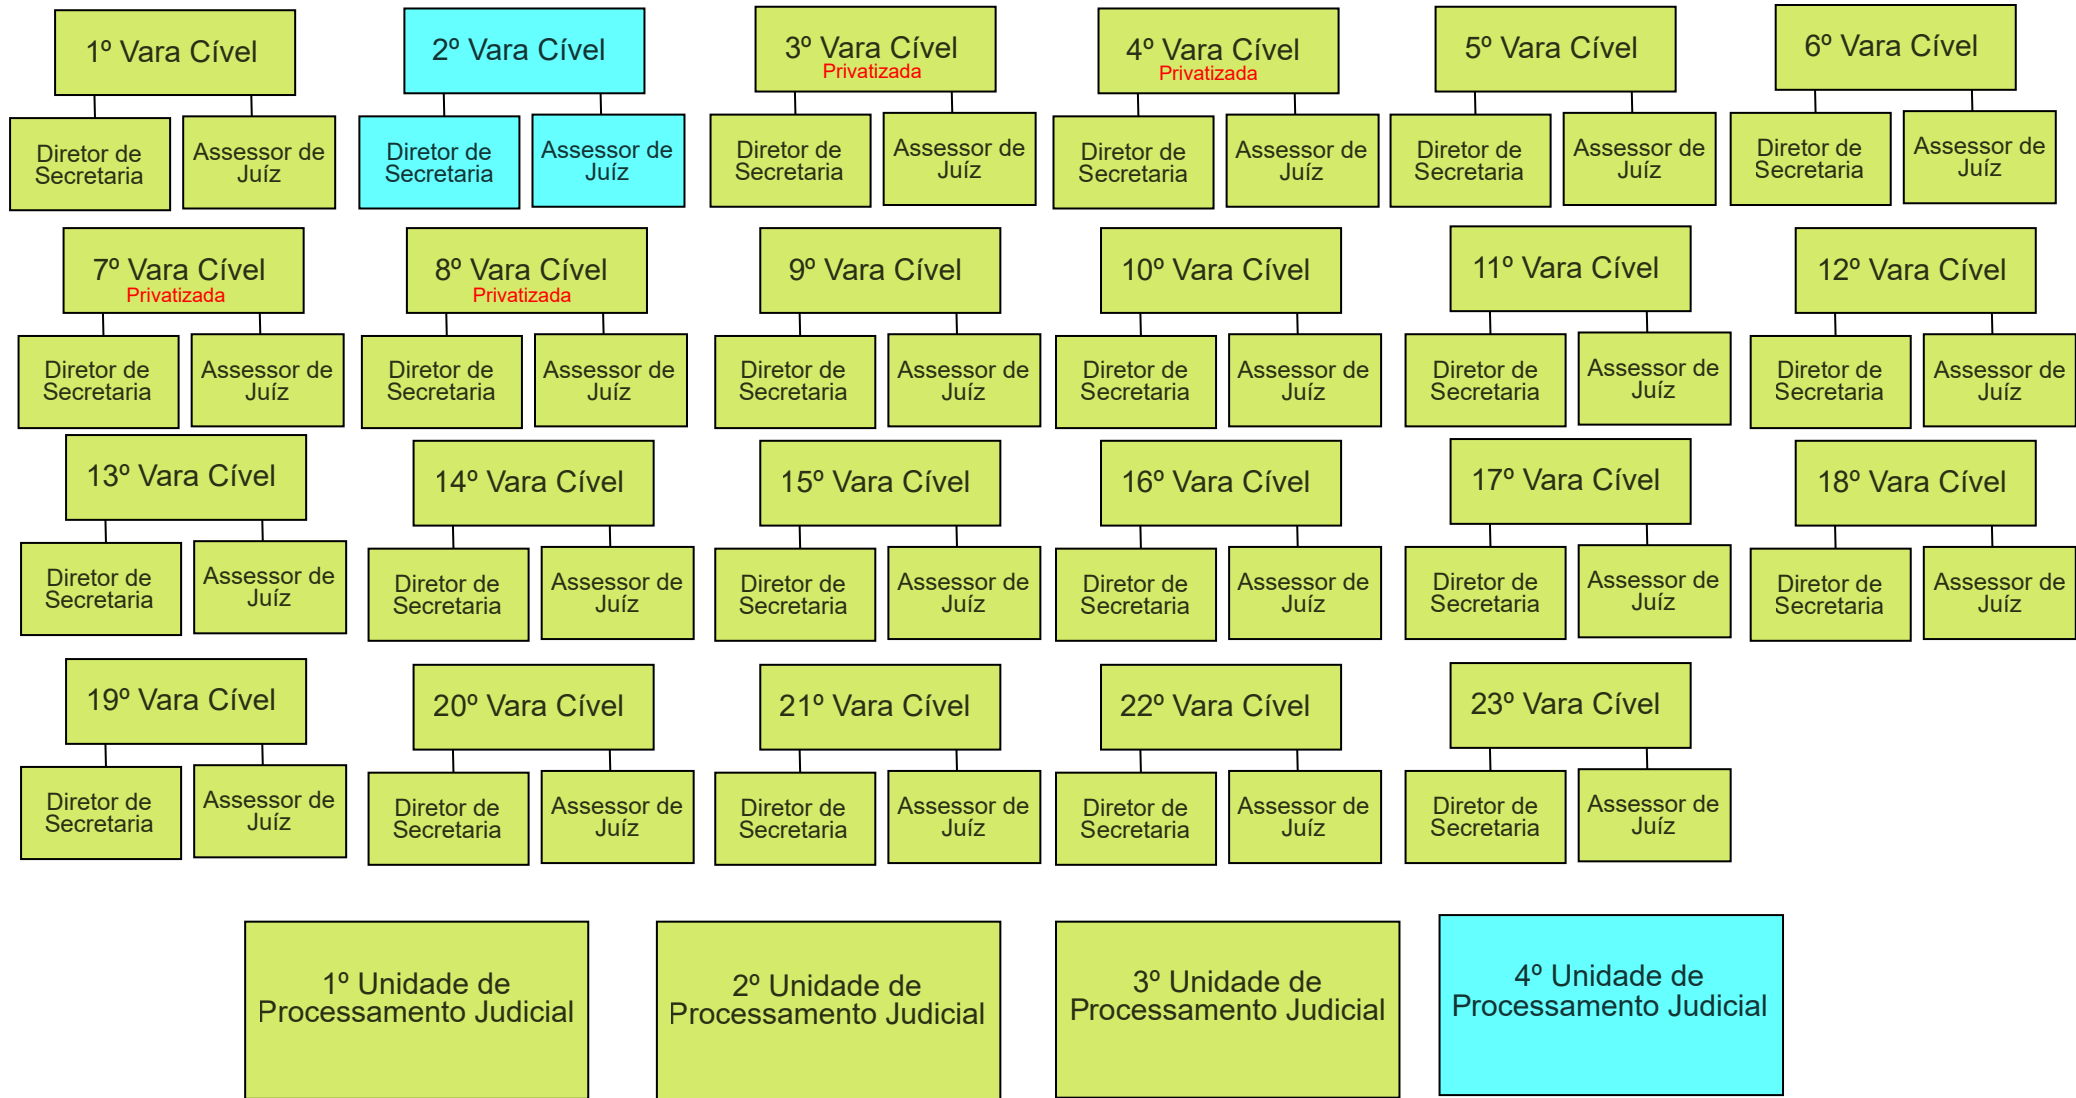 1º Vara Cível
Diretor de
Secretaria
Assessor de
Juíz
2º Vara Cível
Diretor de
Secretaria
Assessor de
Juíz
3º Vara Cível
Privatizada
Diretor de
Secretaria
Assessor de
Juíz
4º Vara Cível
Privatizada
Diretor de
Secretaria
Assessor de
Juíz
5º Vara Cível
Diretor de
Secretaria
Assessor de
Juíz
6º Vara Cível
Diretor de
Secretaria
Assessor de
Juíz
7º Vara Cível
Privatizada
Diretor de
Secretaria
Assessor de
Juíz
8º Vara Cível
Privatizada
Diretor de
Secretaria
Assessor de
Juíz
9º Vara Cível
Diretor de
Secretaria
Assessor de
Juíz
10º Vara Cível
Diretor de
Secretaria
Assessor de
Juíz
11º Vara Cível
Diretor de
Secretaria
Assessor de
Juíz
12º Vara Cível
Diretor de
Secretaria
Assessor de
Juíz
13º Vara Cível
Diretor de
Secretaria
Assessor de
Juíz
14º Vara Cível
Diretor de
Secretaria
Assessor de
Juíz
15º Vara Cível
Diretor de
Secretaria
Assessor de
Juíz
16º Vara Cível
Diretor de
Secretaria
Assessor de
Juíz
17º Vara Cível
Diretor de
Secretaria
Assessor de
Juíz
18º Vara Cível
Diretor de
Secretaria
Assessor de
Juíz
19º Vara Cível
Diretor de
Secretaria
Assessor de
Juíz
20º Vara Cível
Diretor de
Secretaria
Assessor de
Juíz
21º Vara Cível
Diretor de
Secretaria
Assessor de
Juíz
22º Vara Cível
Diretor de
Secretaria
Assessor de
Juíz
23º Vara Cível
Diretor de
Secretaria
Assessor de
Juíz
1º Unidade de
Processamento Judicial
2º Unidade de
Processamento Judicial
3º Unidade de
Processamento Judicial
4º Unidade de
Processamento Judicial